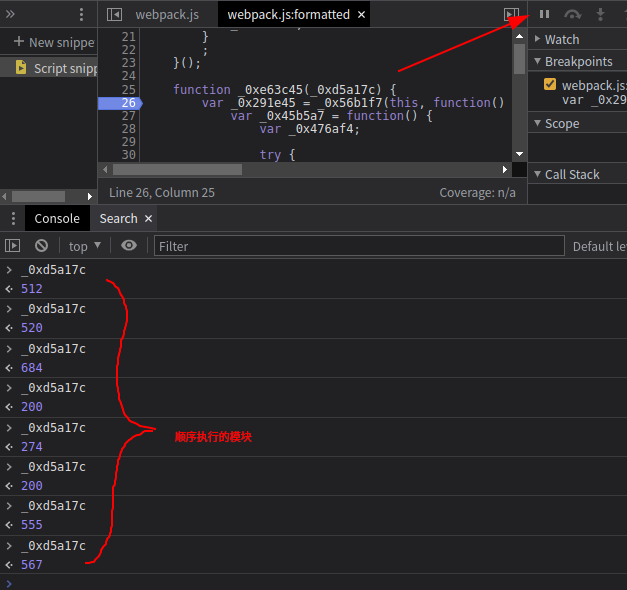 webpack.js
webpack.js:formatted
New snippe
Script snipp
Watch
Breakpoints
webpack.js:
var _0x29
Scope
Call Stack
21 }
22 ;
23 }();
24
25 function _0xe63c45(_0xd5a17c) {
26 var _0x291e45 = _0x56b1f7(this, function()
27 var _0x45b5a7 = function() {
28 var _0x476af4;
29
30 try {
Line 26, Column 25
Coverage: n/a
Console
Search
top
Filter
Default le
_0xd5a17c
512
_0xd5a17c
520
_0xd5a17c
684
_0xd5a17c
200
_0xd5a17c
274
_0xd5a17c
200
_0xd5a17c
555
_0xd5a17c
567
顺序执行的模块